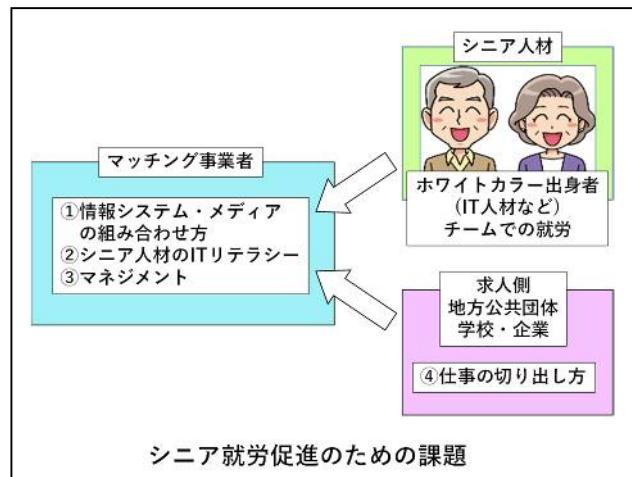 シニア人材
ホワイトカラー出身者
(IT人材など)
チームでの就労
マッチング事業者
①情報システム・メディア
の組み合わせ方
②シニア人材のITリテラシー
③マネジメント
求人側
地方公共団体
学校・企業
④仕事の切り出し方
シニア就労促進のための課題